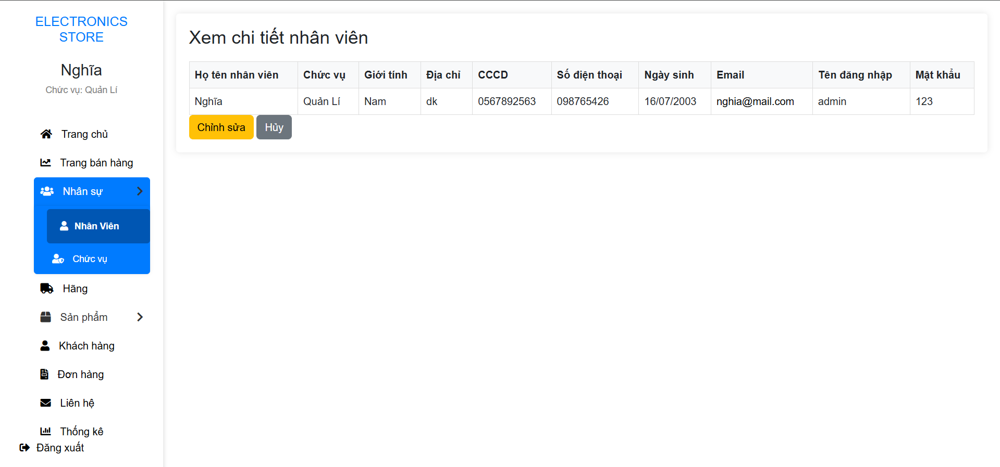 ELECTRONICS
STORE
Nghĩa
Chức vụ: Quản Lí
Trang chủ
Trang bán hàng
Nhân sự
Nhân Viên
Chức vụ
Hãng
Sản phẩm
Khách hàng
Đơn hàng
Liên hệ
Thống kê
Đăng xuất
Xem chi tiết nhân viên
Họ tên nhân viên Chức vụ Giới tính Địa chỉ CCCD Số điện thoại Ngày sinh Email Tên đăng nhập Mật khẩu
Nghĩa Quản Lí Nam dk 0567892563 098765426 16/07/2003 nghia@mail.com admin 123
Chỉnh sửa Hủy